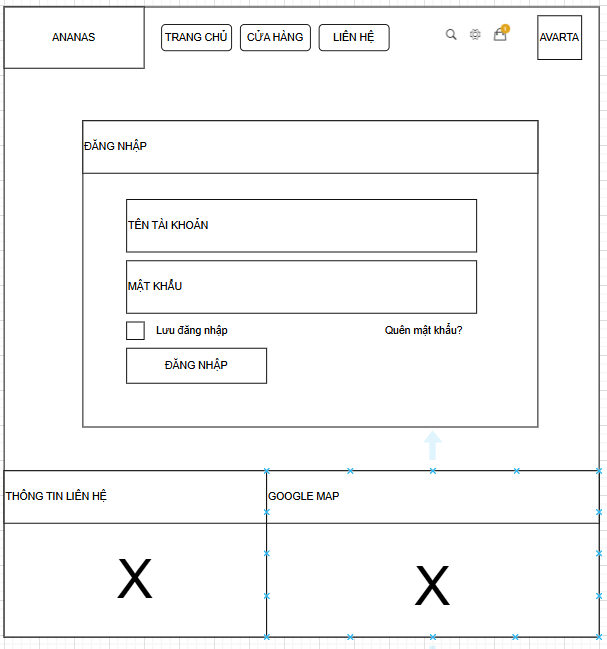 ANANAS
TRANG CHỦ
CỬA HÀNG
LIÊN HỆ
1
AVARTA
ĐĂNG NHẬP
TÊN TÀI KHOẢN
MẬT KHẨU
Lưu đăng nhập
Quên mật khẩu?
ĐĂNG NHẬP
THÔNG TIN LIÊN HỆ
GOOGLE MAP
X
X